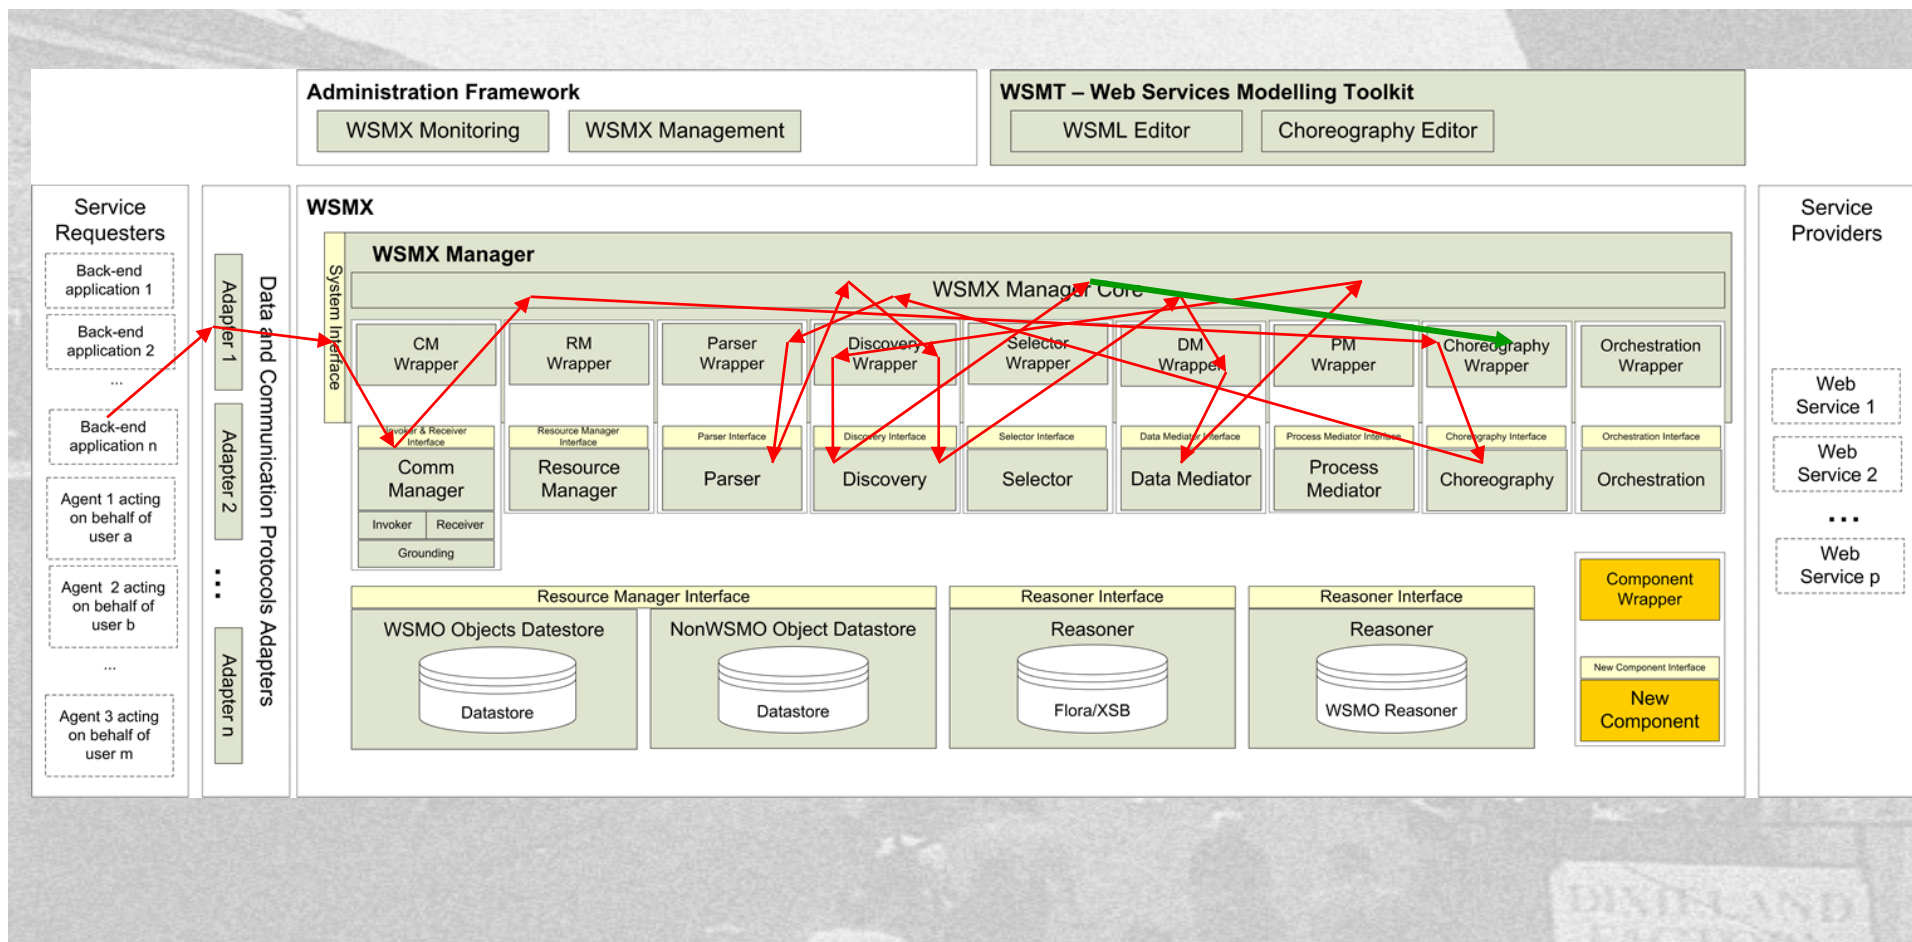 Administration Framework
WSMX Monitoring
WSMX Management
WSMT – Web Services Modelling Toolkit
WSML Editor
Choreography Editor
Service
Requesters
Back-end
application 1
Back-end
application 2
...
Back-end
application n
Agent 1 acting
on behalf of
user a
Agent 2 acting
on behalf of
user b
...
Agent 3 acting
on behalf of
user m
Adapter 1
Adapter 2
...
Adapter n
Data and Communication Protocols Adapters
WSMX
System Interface
WSMX Manager
WSMX Manager Core
CM
Wrapper
RM
Wrapper
Parser
Wrapper
Discovery
Wrapper
Selector
Wrapper
DM
Wrapper
PM
Wrapper
Choreography
Wrapper
Orchestration
Wrapper
Invoker & Receiver
Interface
Resource Manager
Interface
Parser Interface
Discovery Interface
Selector Interface
Data Mediator Interface
Process Mediator Interface
Choreography Interface
Orchestration Interface
Comm
Manager
Resource
Manager
Parser
Discovery
Selector
Data Mediator
Process
Mediator
Choreography
Orchestration
Invoker
Receiver
Grounding
Resource Manager Interface
Reasoner Interface
Reasoner Interface
WSMO Objects Datestore
NonWSMO Object Datastore
Reasoner
Reasoner
Datastore
Datastore
Flora/XSB
WSMO Reasoner
Component
Wrapper
New Component Interface
New
Component
Service
Providers
Web
Service 1
Web
Service 2
...
Web
Service p
DIXIELAND